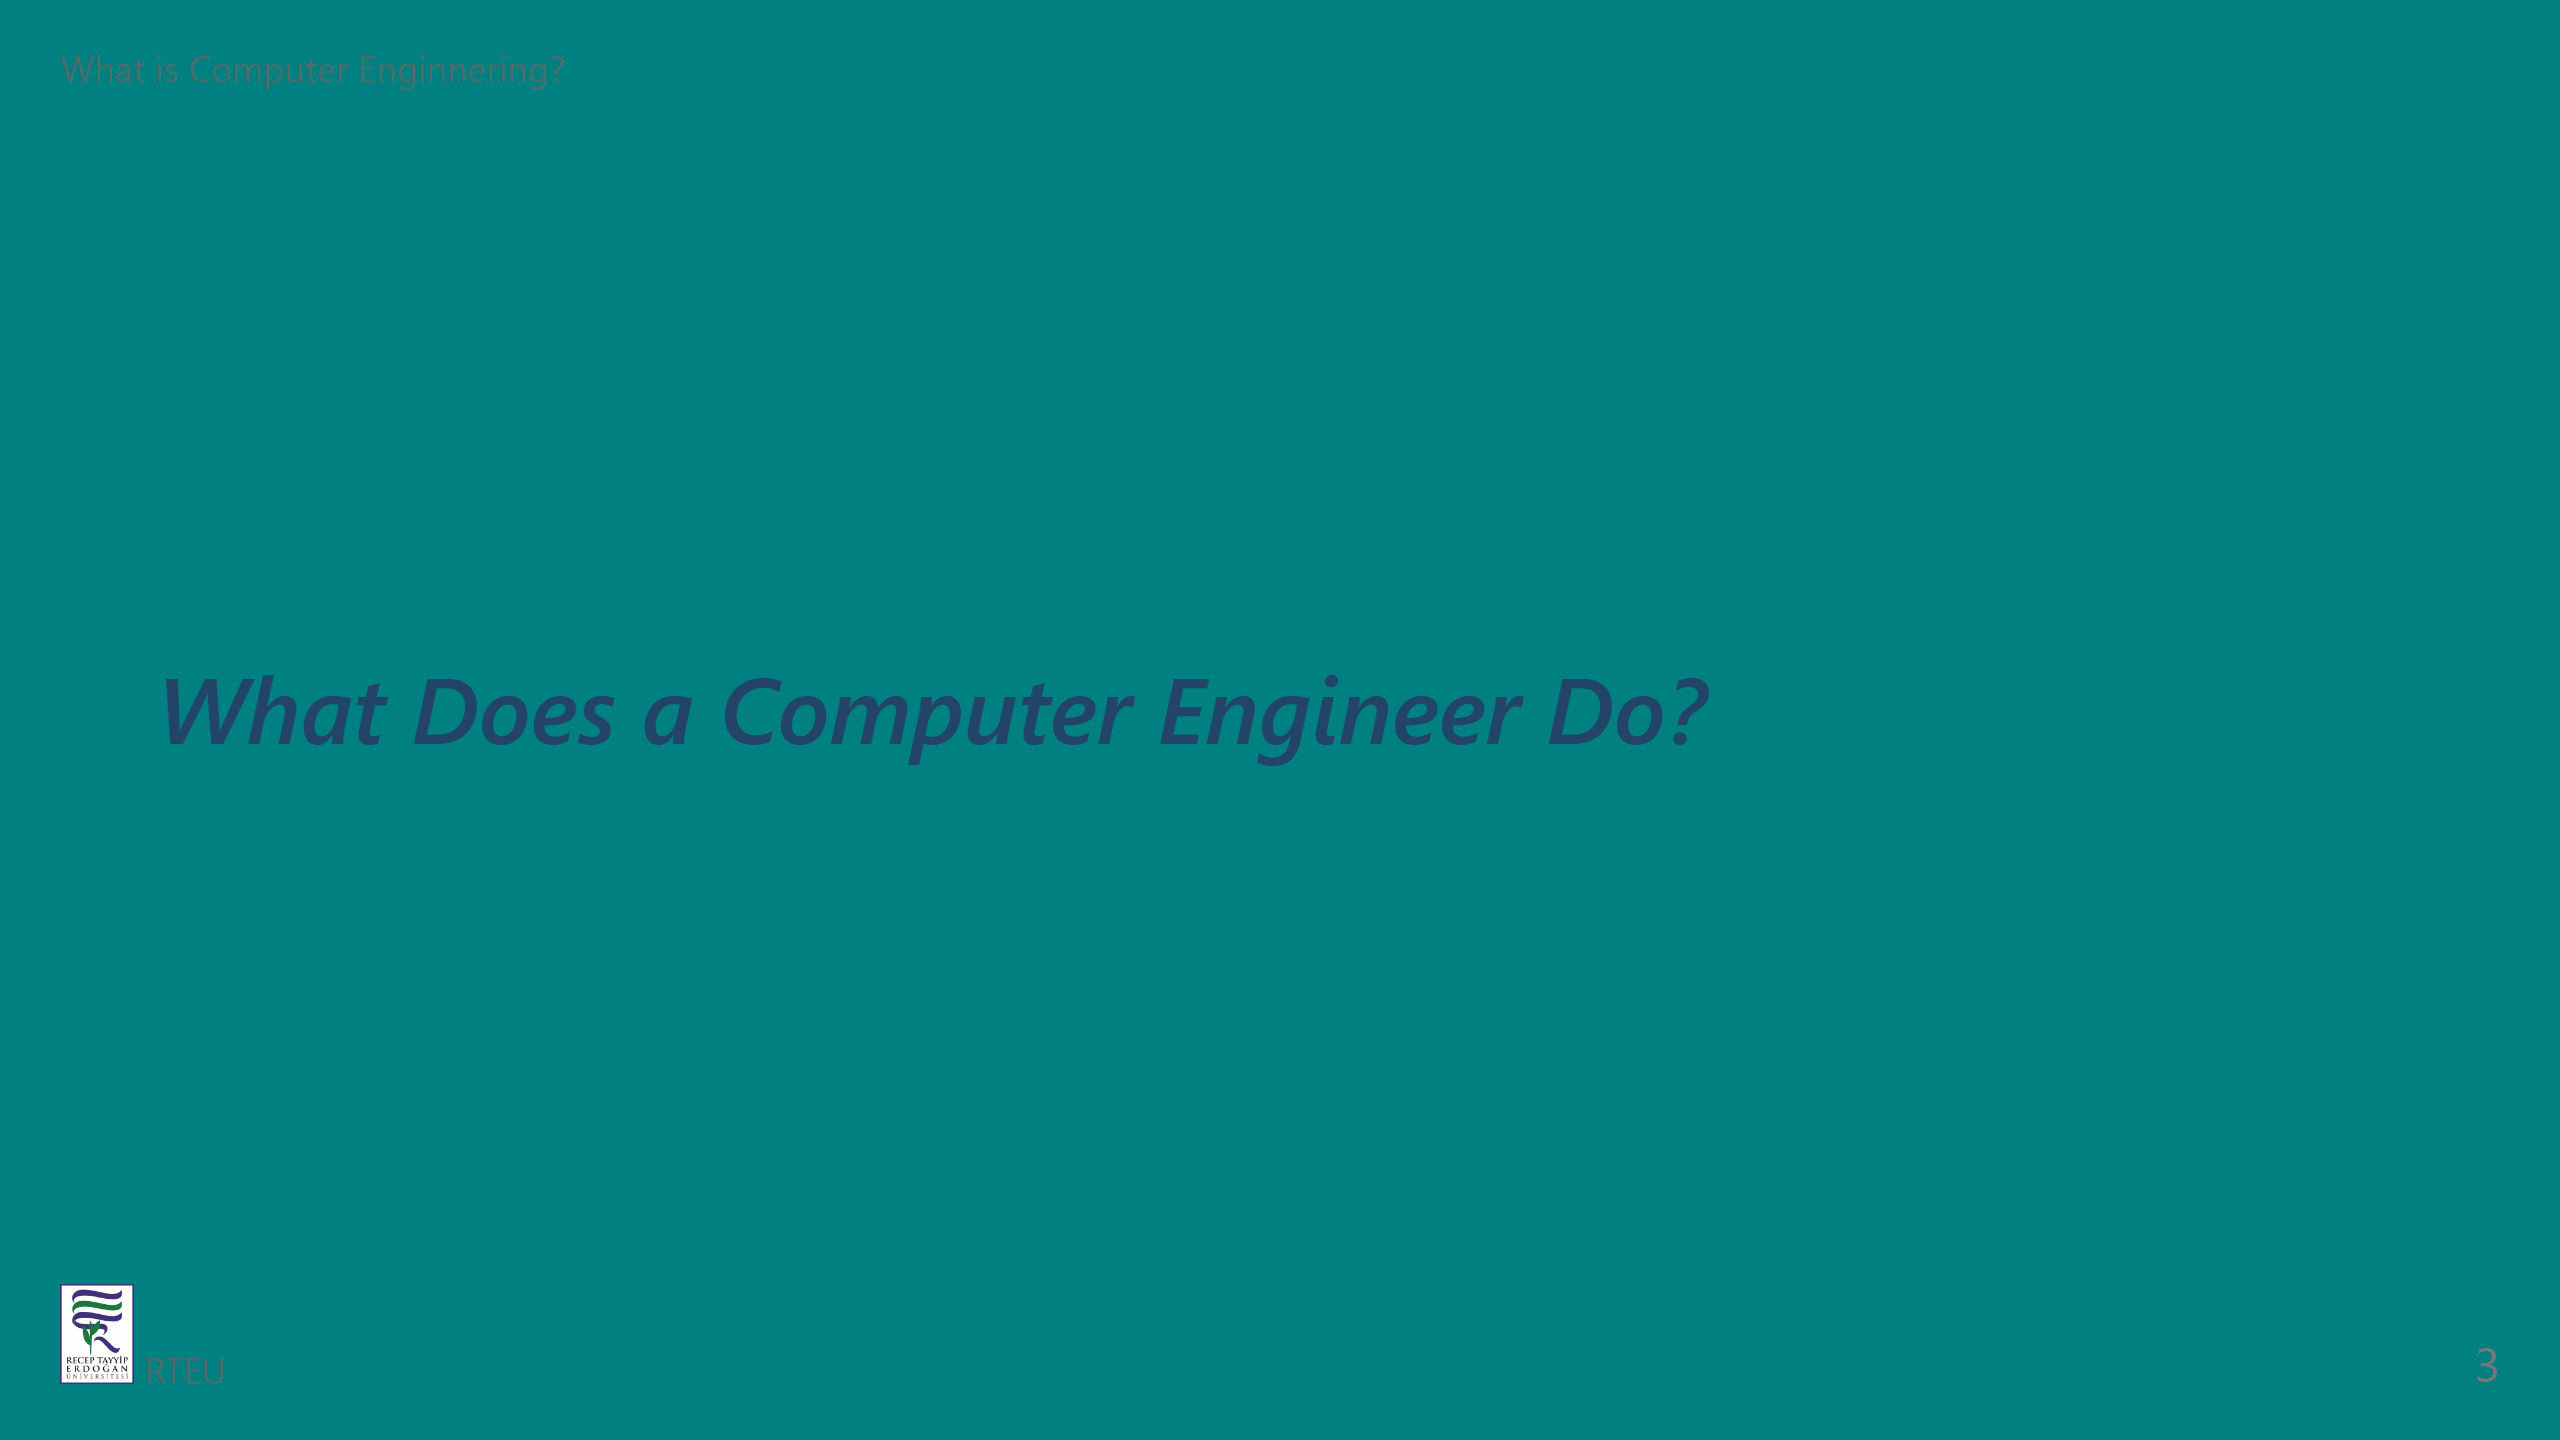 What is Computer Enginnering?
What Does a Computer Engineer Do?
RECEP TAYYİP
ERDOĞAN
ÜNİVERSİTESİ
RTEU
3